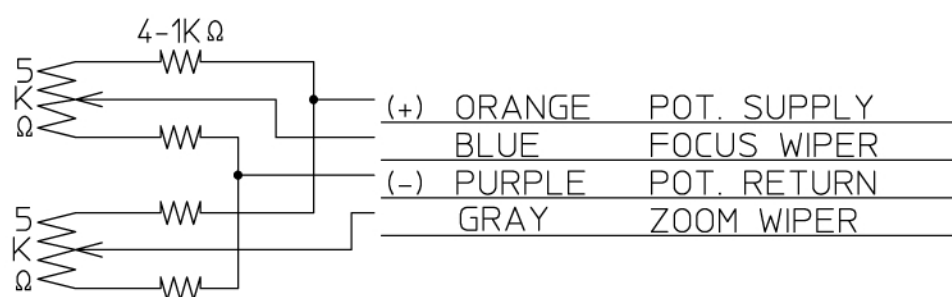 4-1KΩ
5
K
Ω
(+) ORANGE POT. SUPPLY
BLUE FOCUS WIPER
(-) PURPLE POT. RETURN
GRAY ZOOM WIPER
5
K
Ω